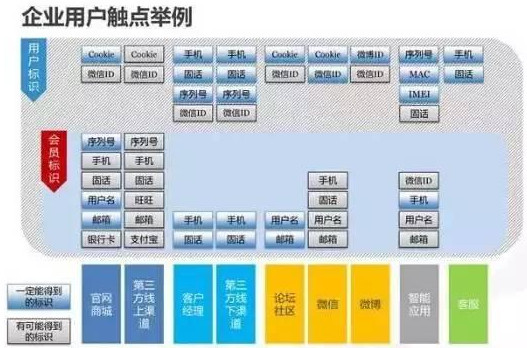 企业用户触点举例
用户标识
Cookie Cookie 手机 手机 Cookie Cookie 微博ID 序列号 手机
微信ID 微信ID 固话 固话 微信ID 微信ID 微信ID MAC 固话
序列号 序列号 IMEI
微信ID 微信ID 固话
会员标识
序列号 序列号
手机 手机
固话 固话 手机 微信ID
用户名 旺旺 固话 手机
邮箱 邮箱 手机 手机 用户名 用户名 用户名
银行卡 支付宝 固话 固话 邮箱 邮箱 邮箱
一定能得到的标识
有可能得到的标识
官网商城
第三方线上渠道
客户经理
第三方线下渠道
论坛社区
微信
微博
智能应用
客服